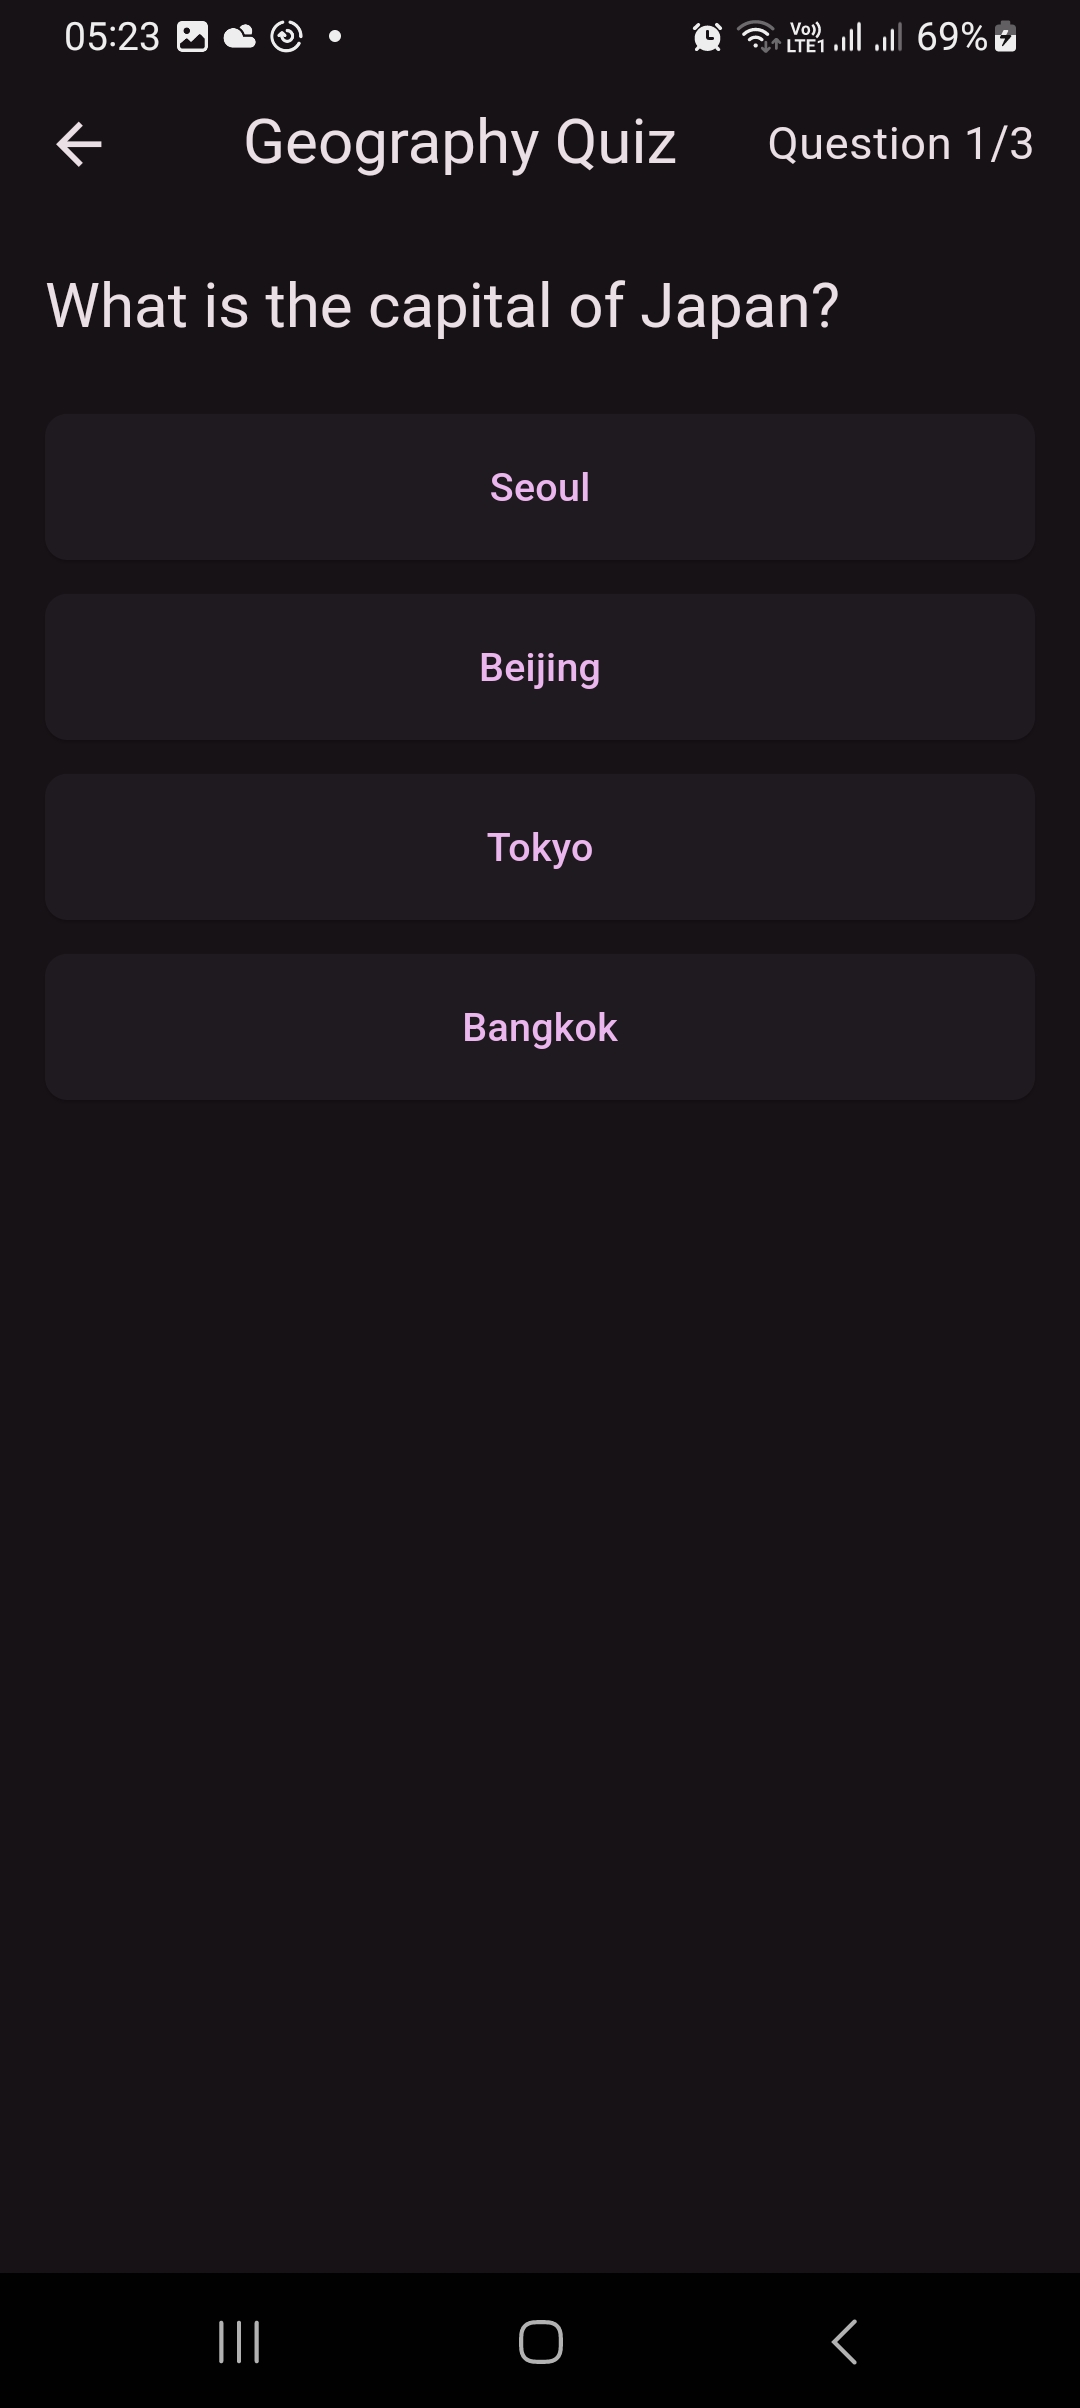 05:23 Vo)) LTE1 69%
Geography Quiz Question 1/3
What is the capital of Japan?
Seoul
Beijing
Tokyo
Bangkok